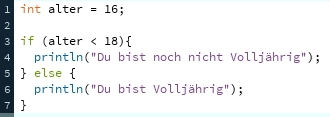 1 int alter = 16;
2
3 if (alter < 18){
4   println("Du bist noch nicht Volljährig");
5 } else {
6   println("Du bist Volljährig");
7 }